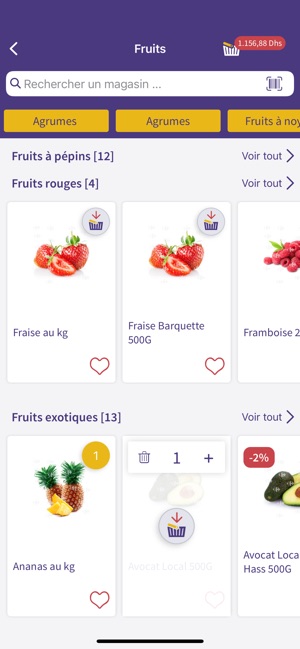 Fruits
1.156,88 Dhs
Rechercher un magasin ...
Agrumes
Agrumes
Fruits à noy
Fruits à pépins [12]
Voir tout
Fruits rouges [4]
Voir tout
Fraise au kg
Fraise Barquette
500G
Framboise 2
Fruits exotiques [13]
Voir tout
1
1 +
-2%
Ananas au kg
Avocat Local 500G
Avocat Loca
Hass 500G